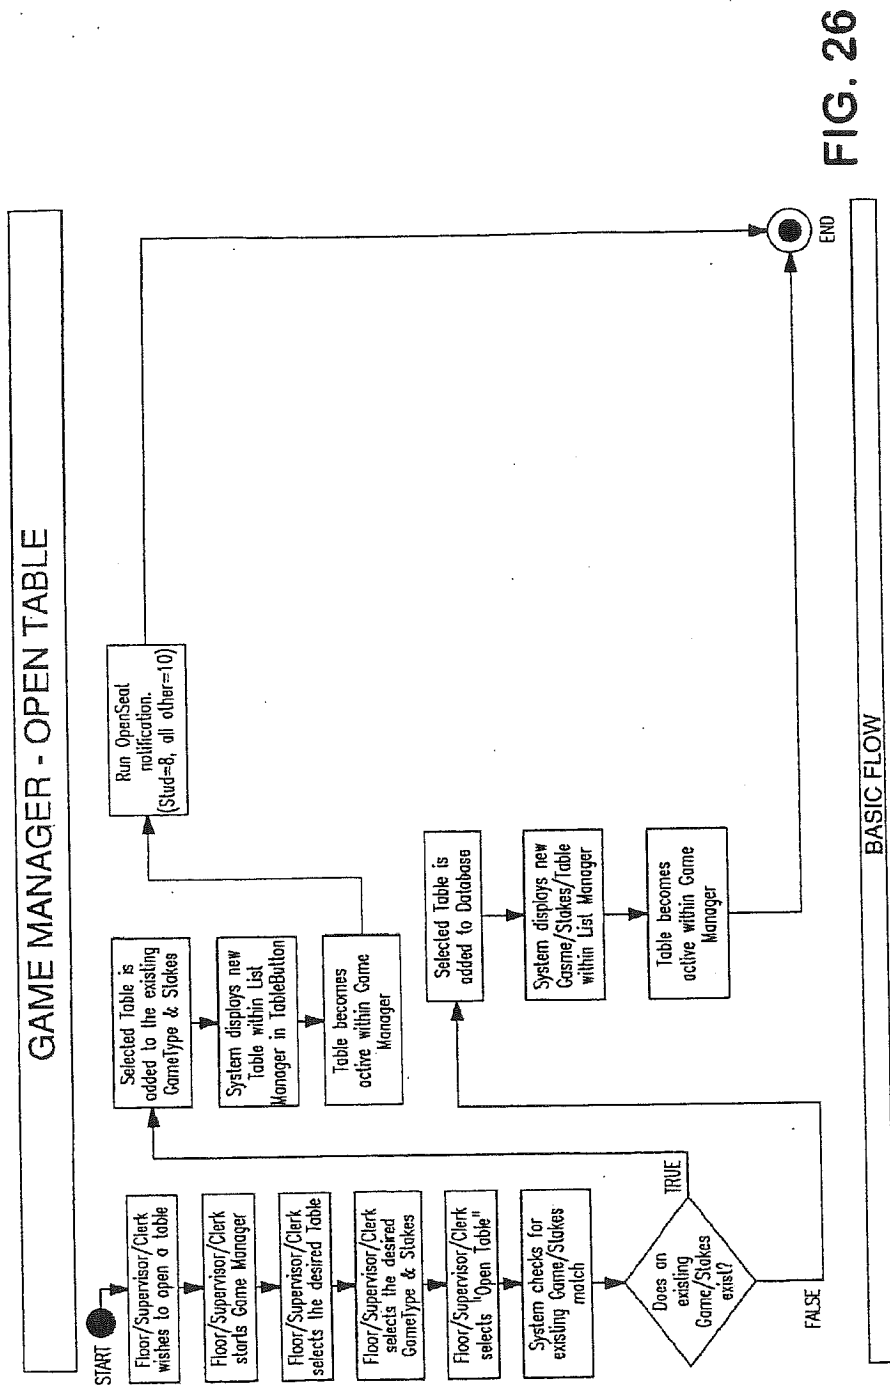 GAME MANAGER - OPEN TABLE
START
Floor/Supervisor/Clerk
wishes to open a table
Floor/Supervisor/Clerk
starts Game Manager
Floor/Supervisor/Clerk
selects the desired Table
Floor/Supervisor/Clerk
selects the desired
GameType & Stakes
Floor/Supervisor/Clerk
selects "Open Table"
System checks for
existing Game/Stakes
match
Does an
existing
Game/Stakes
exist?
TRUE
FALSE
Selected Table is
added to the existing
GameType & Stakes
System displays new
Table within List
Manager in TableButton
Table becomes
active within Game
Manager
Run OpenSeat
notification.
(Stud=8, all other=10)
Selected Table is
added to Database
System displays new
Gasme/Stakes/Table
within List Manager
Table becomes
active within Game
Manager
END
BASIC FLOW
FIG. 26